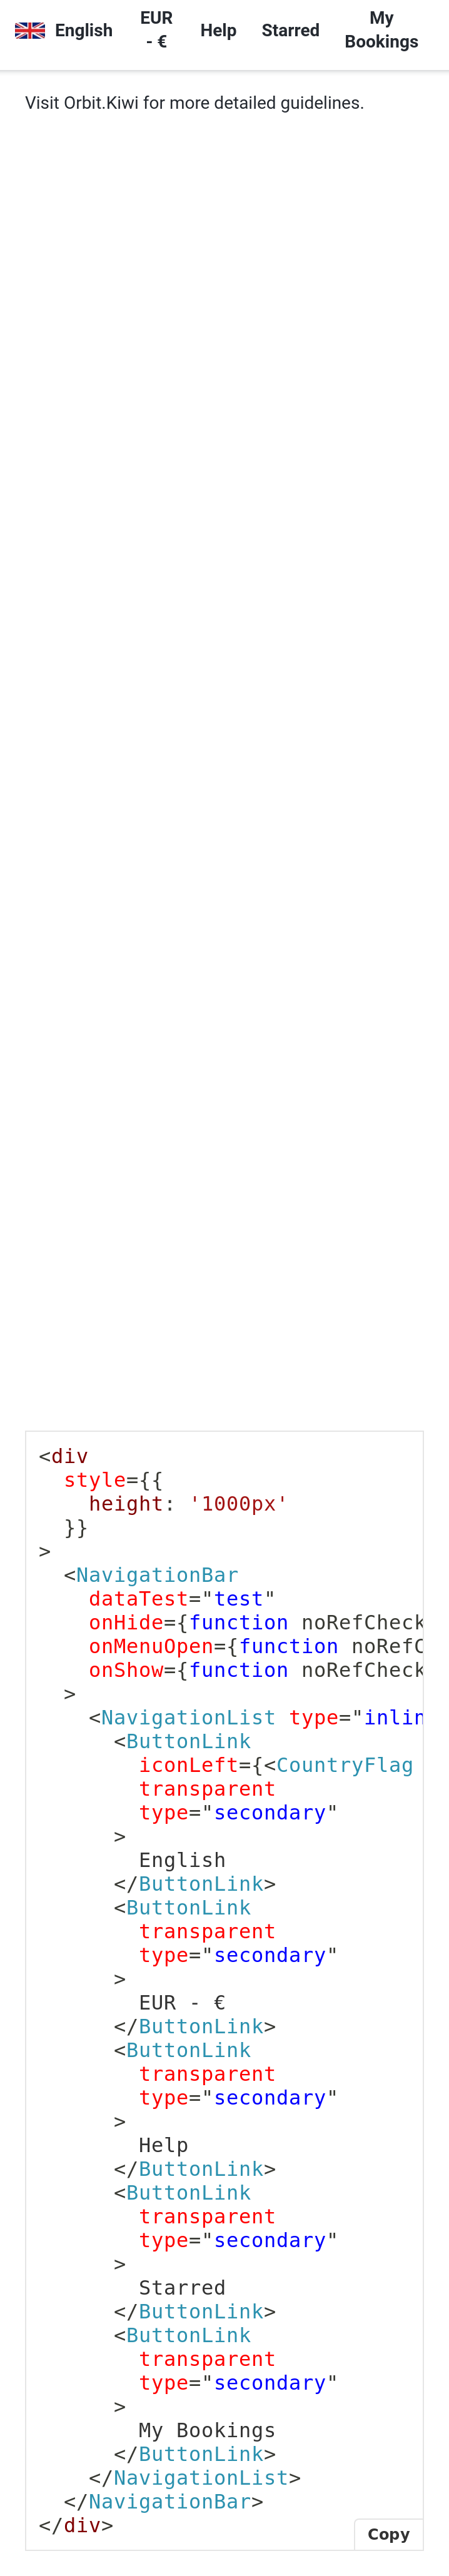 English
EUR - €
Help
Starred
My Bookings
Visit Orbit.Kiwi for more detailed guidelines.
<div
  style={{
    height: '1000px'
  }}
>
  <NavigationBar
    dataTest="test"
    onHide={function noRefCheck
    onMenuOpen={function noRefC
    onShow={function noRefCheck
  >
    <NavigationList type="inlin
      <ButtonLink
        iconLeft={<CountryFlag
        transparent
        type="secondary"
      >
        English
      </ButtonLink>
      <ButtonLink
        transparent
        type="secondary"
      >
        EUR - €
      </ButtonLink>
      <ButtonLink
        transparent
        type="secondary"
      >
        Help
      </ButtonLink>
      <ButtonLink
        transparent
        type="secondary"
      >
        Starred
      </ButtonLink>
      <ButtonLink
        transparent
        type="secondary"
      >
        My Bookings
      </ButtonLink>
    </NavigationList>
  </NavigationBar>
</div>
Copy